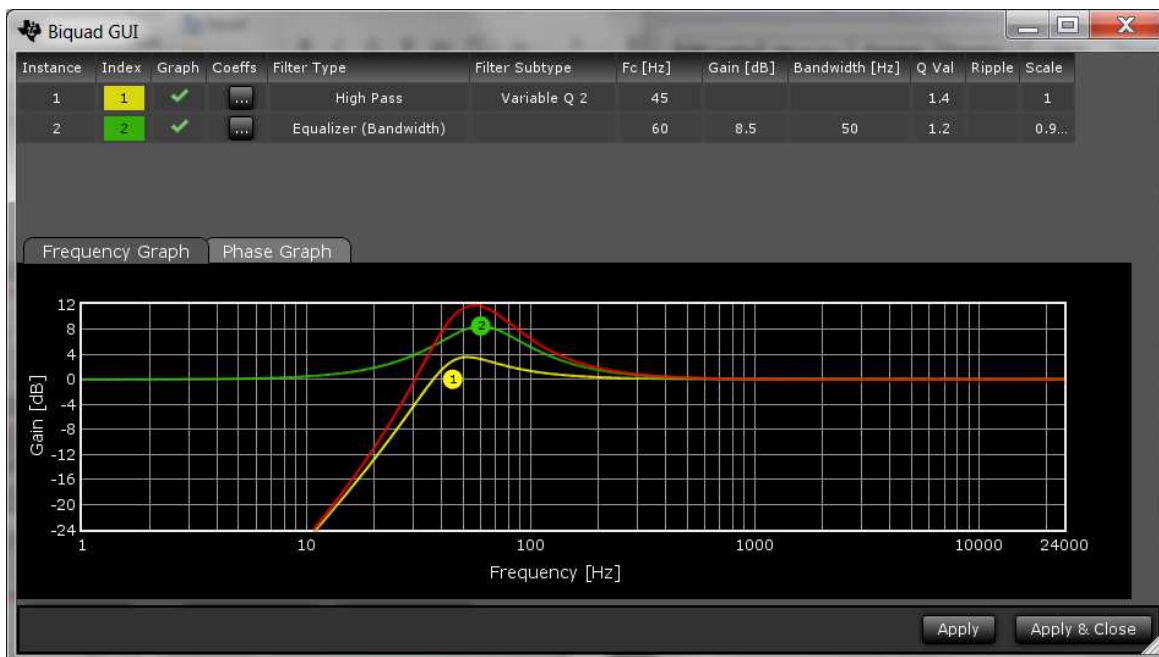 Biquad GUI
Instance Index Graph Coeffs Filter Type Filter Subtype Fc [Hz] Gain [dB] Bandwidth [Hz] Q Val Ripple Scale
1 1 ... High Pass Variable Q 2 45 1.4 1
2 2 ... Equalizer (Bandwidth) 60 8.5 50 1.2 0.9...
Frequency Graph Phase Graph
12
8
4
0
-4
-8
-12
-16
-20
-24
Gain [dB]
2
1
1 10 100 1000 10000 24000
Frequency [Hz]
Apply Apply & Close